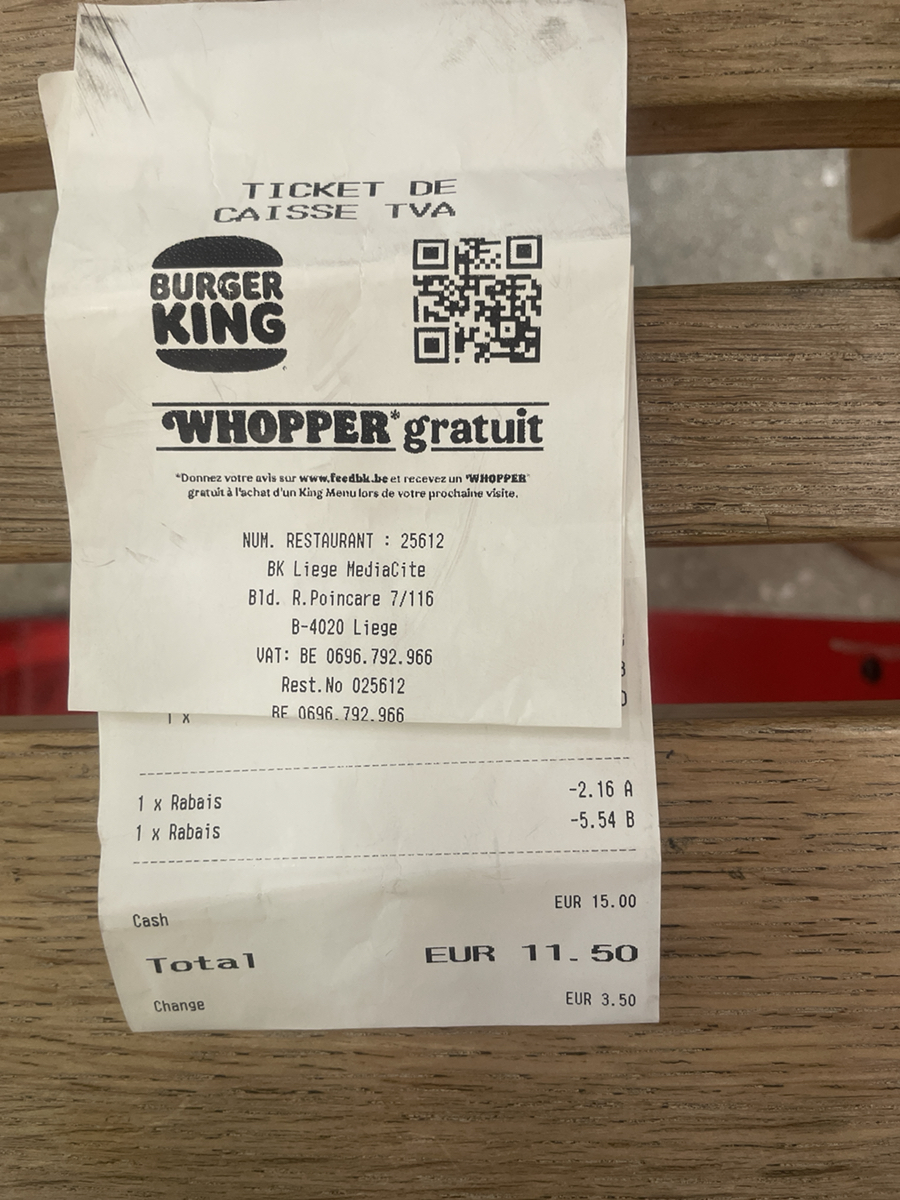 TICKET DE
CAISSE TVA
BURGER
KING
WHOPPER* gratuit
*Donnez votre avis sur www.feedbk.be et recevez un WHOPPER
gratuit à l'achat d'un King Menu lors de votre prochaine visite.
NUM. RESTAURANT : 25612
BK Liege MediaCite
Bld. R.Poincare 7/116
B-4020 Liege
VAT: BE 0696.792.966
Rest.No 025612
BE 0696.792.966
1 x
1 x Rabais -2.16 A
1 x Rabais -5.54 B
Cash EUR 15.00
Total EUR 11.50
Change EUR 3.50